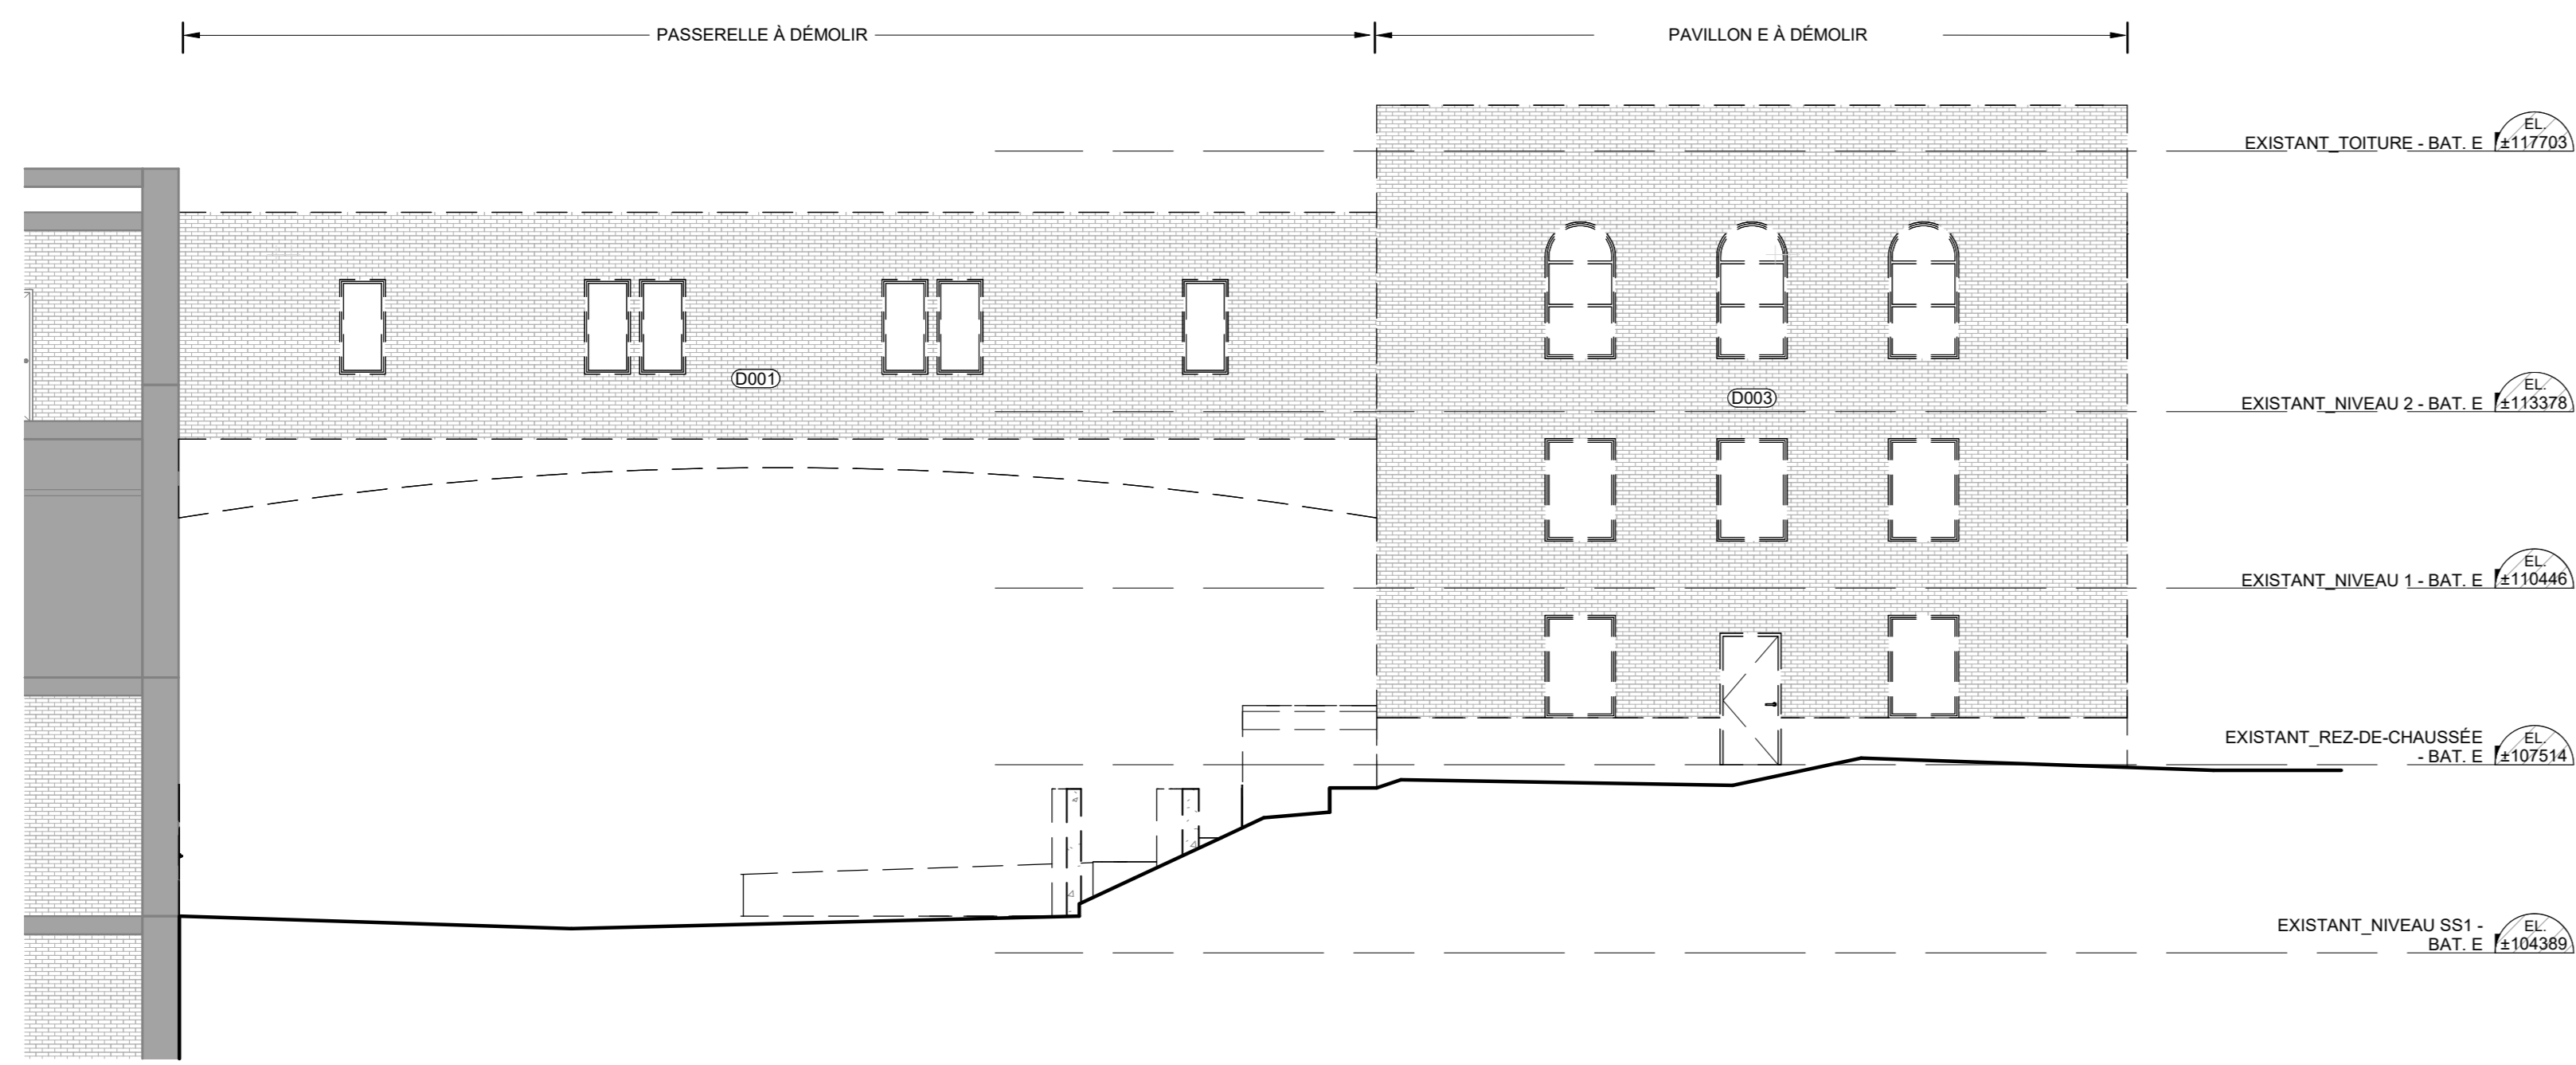 PASSERELLE À DÉMOLIR
PAVILLON E À DÉMOLIR
EL.
EXISTANT_TOITURE - BAT. E ±117703
D001
D003
EL.
EXISTANT_NIVEAU 2 - BAT. E ±113378
EL.
EXISTANT_NIVEAU 1 - BAT. E ±110446
EXISTANT_REZ-DE-CHAUSSÉE EL.
- BAT. E ±107514
EXISTANT_NIVEAU SS1 - EL.
BAT. E ±104389